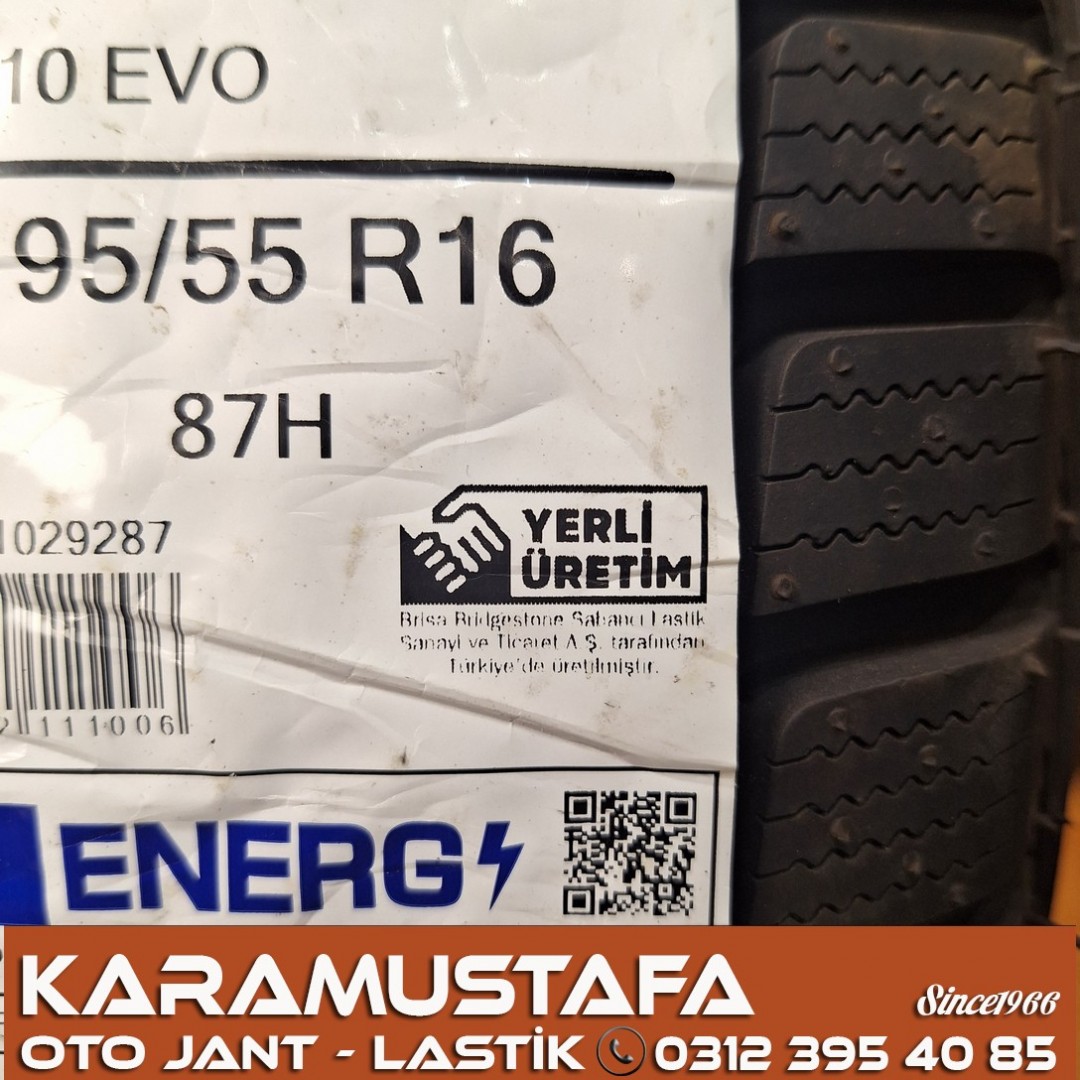 10 EVO
95/55 R16
87H
1029287
YERLİ
ÜRETİM
Brisa Bridgestone Sabancı Lastik
Sanayi ve Ticaret A.Ş. tarafından
Türkiye'de üretilmiştir.
2111006
ENERG
KARAMUSTAFA
Since1966
OTO JANT - LASTİK 0312 395 40 85